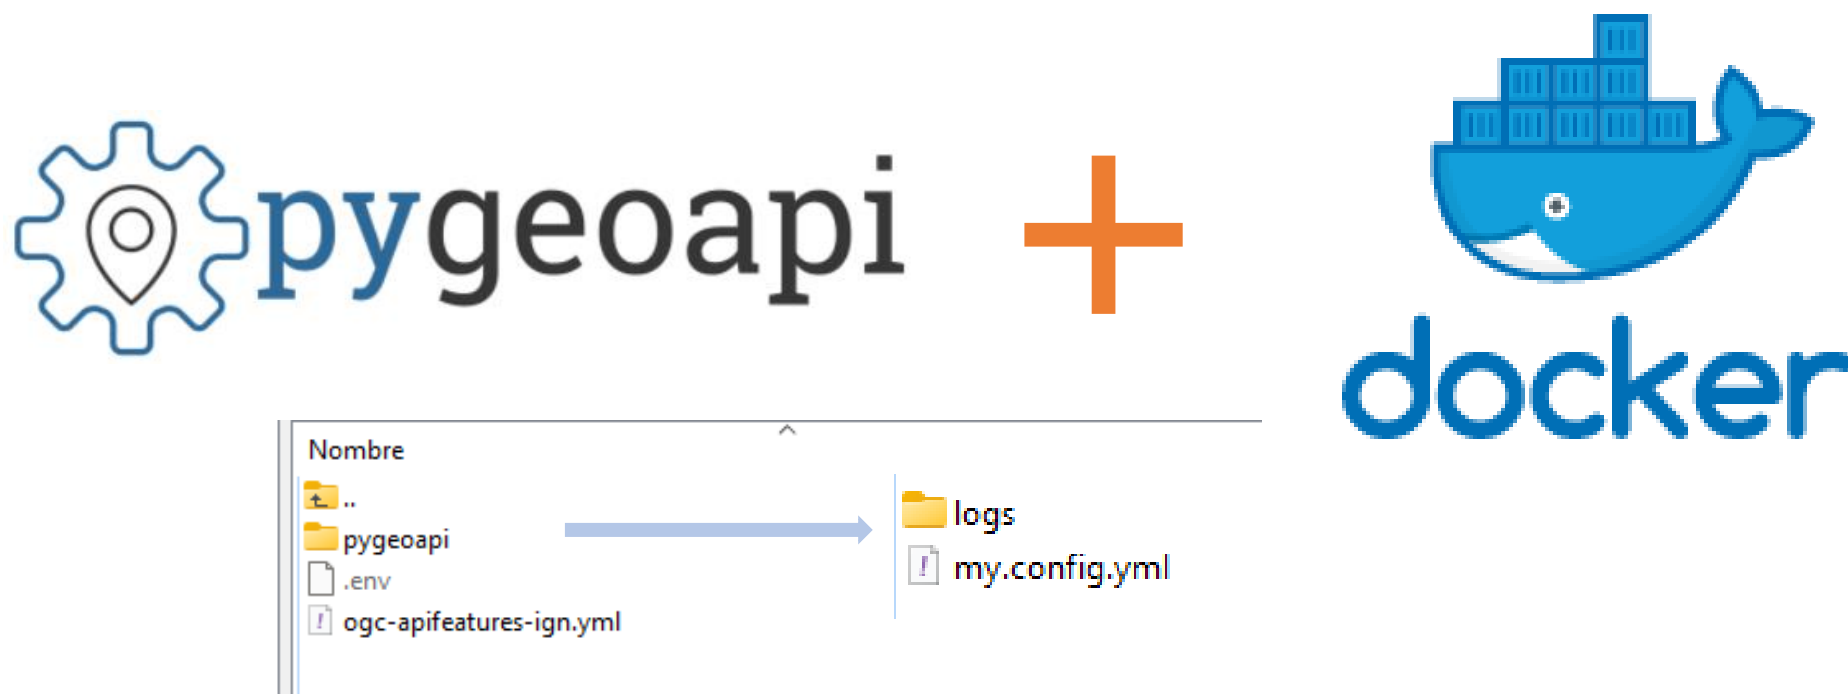 pygeoapi
docker
Nombre
..
pygeoapi
.env
ogc-apifeatures-ign.yml
logs
my.config.yml